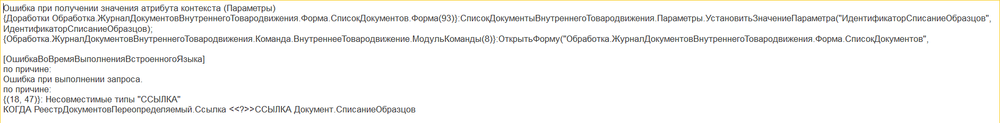 Ошибка при получении значения атрибута контекста (Параметры)
{Доработки Обработка.ЖурналДокументовВнутреннегоТовародвижения.Форма.СписокДокументов.Форма(93)}:СписокДокументыВнутреннегоТовародвижения.Параметры.УстановитьЗначениеПараметра("ИдентификаторСписаниеОбразцов",
ИдентификаторСписаниеОбразцов);
{Обработка.ЖурналДокументовВнутреннегоТовародвижения.Команда.ВнутреннееТовародвижение.МодульКоманды(8)}:ОткрытьФорму("Обработка.ЖурналДокументовВнутреннегоТовародвижения.Форма.СписокДокументов",
[ОшибкаВоВремяВыполненияВстроенногоЯзыка]
по причине:
Ошибка при выполнении запроса.
по причине:
{(18, 47)}: Несовместимые типы "ССЫЛКА"
КОГДА РеестрДокументовПереопределяемый.Ссылка <<?>>ССЫЛКА Документ.СписаниеОбразцов